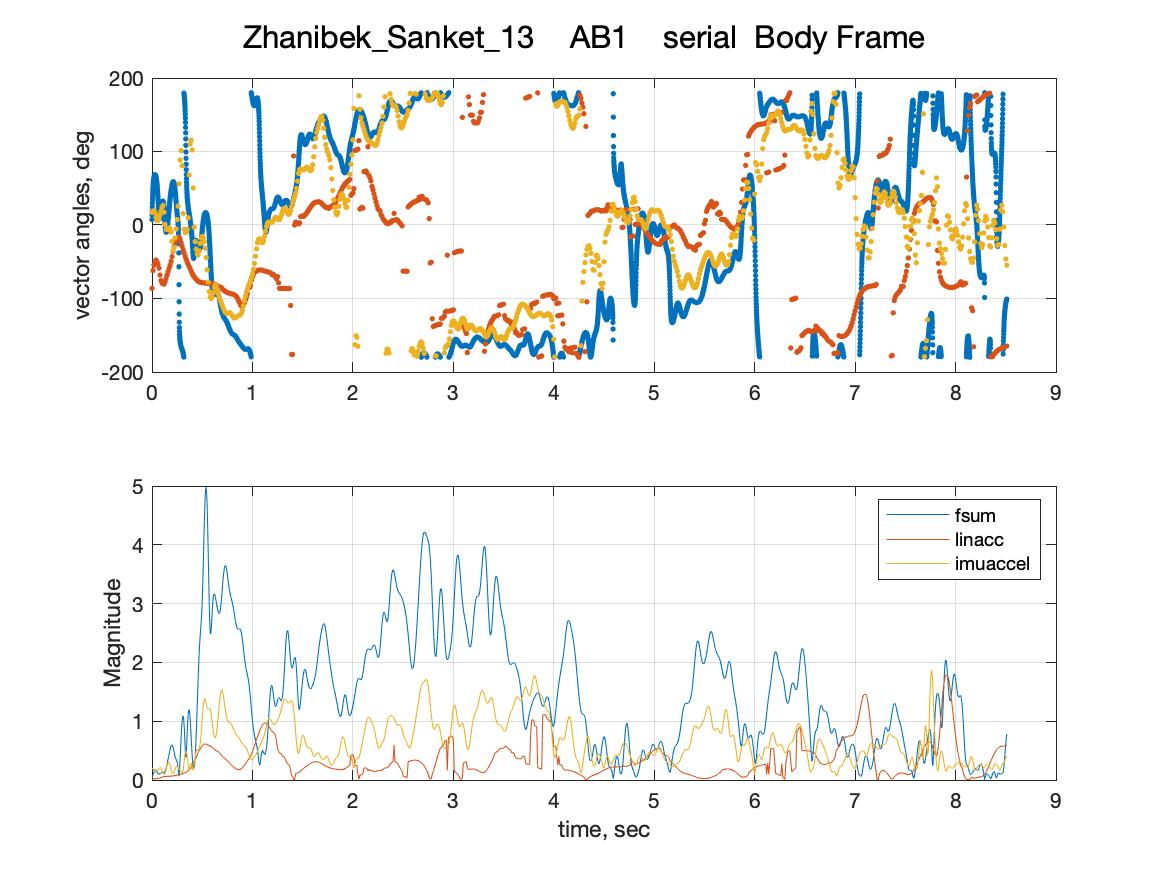 Zhanibek_Sanket_13 AB1 serial Body Frame
200
100
0
-100
-200
vector angles, deg
0 1 2 3 4 5 6 7 8 9
5
4
3
2
1
0
Magnitude
fsum
linacc
imuaccel
0 1 2 3 4 5 6 7 8 9
time, sec